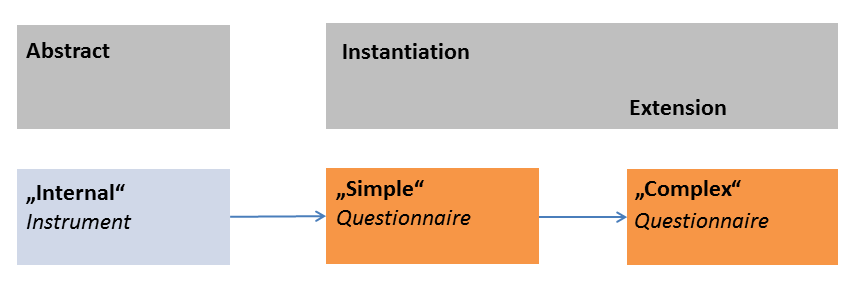 Abstract
Instantiation
Extension
„Internal“
Instrument
„Simple“
Questionnaire
„Complex“
Questionnaire